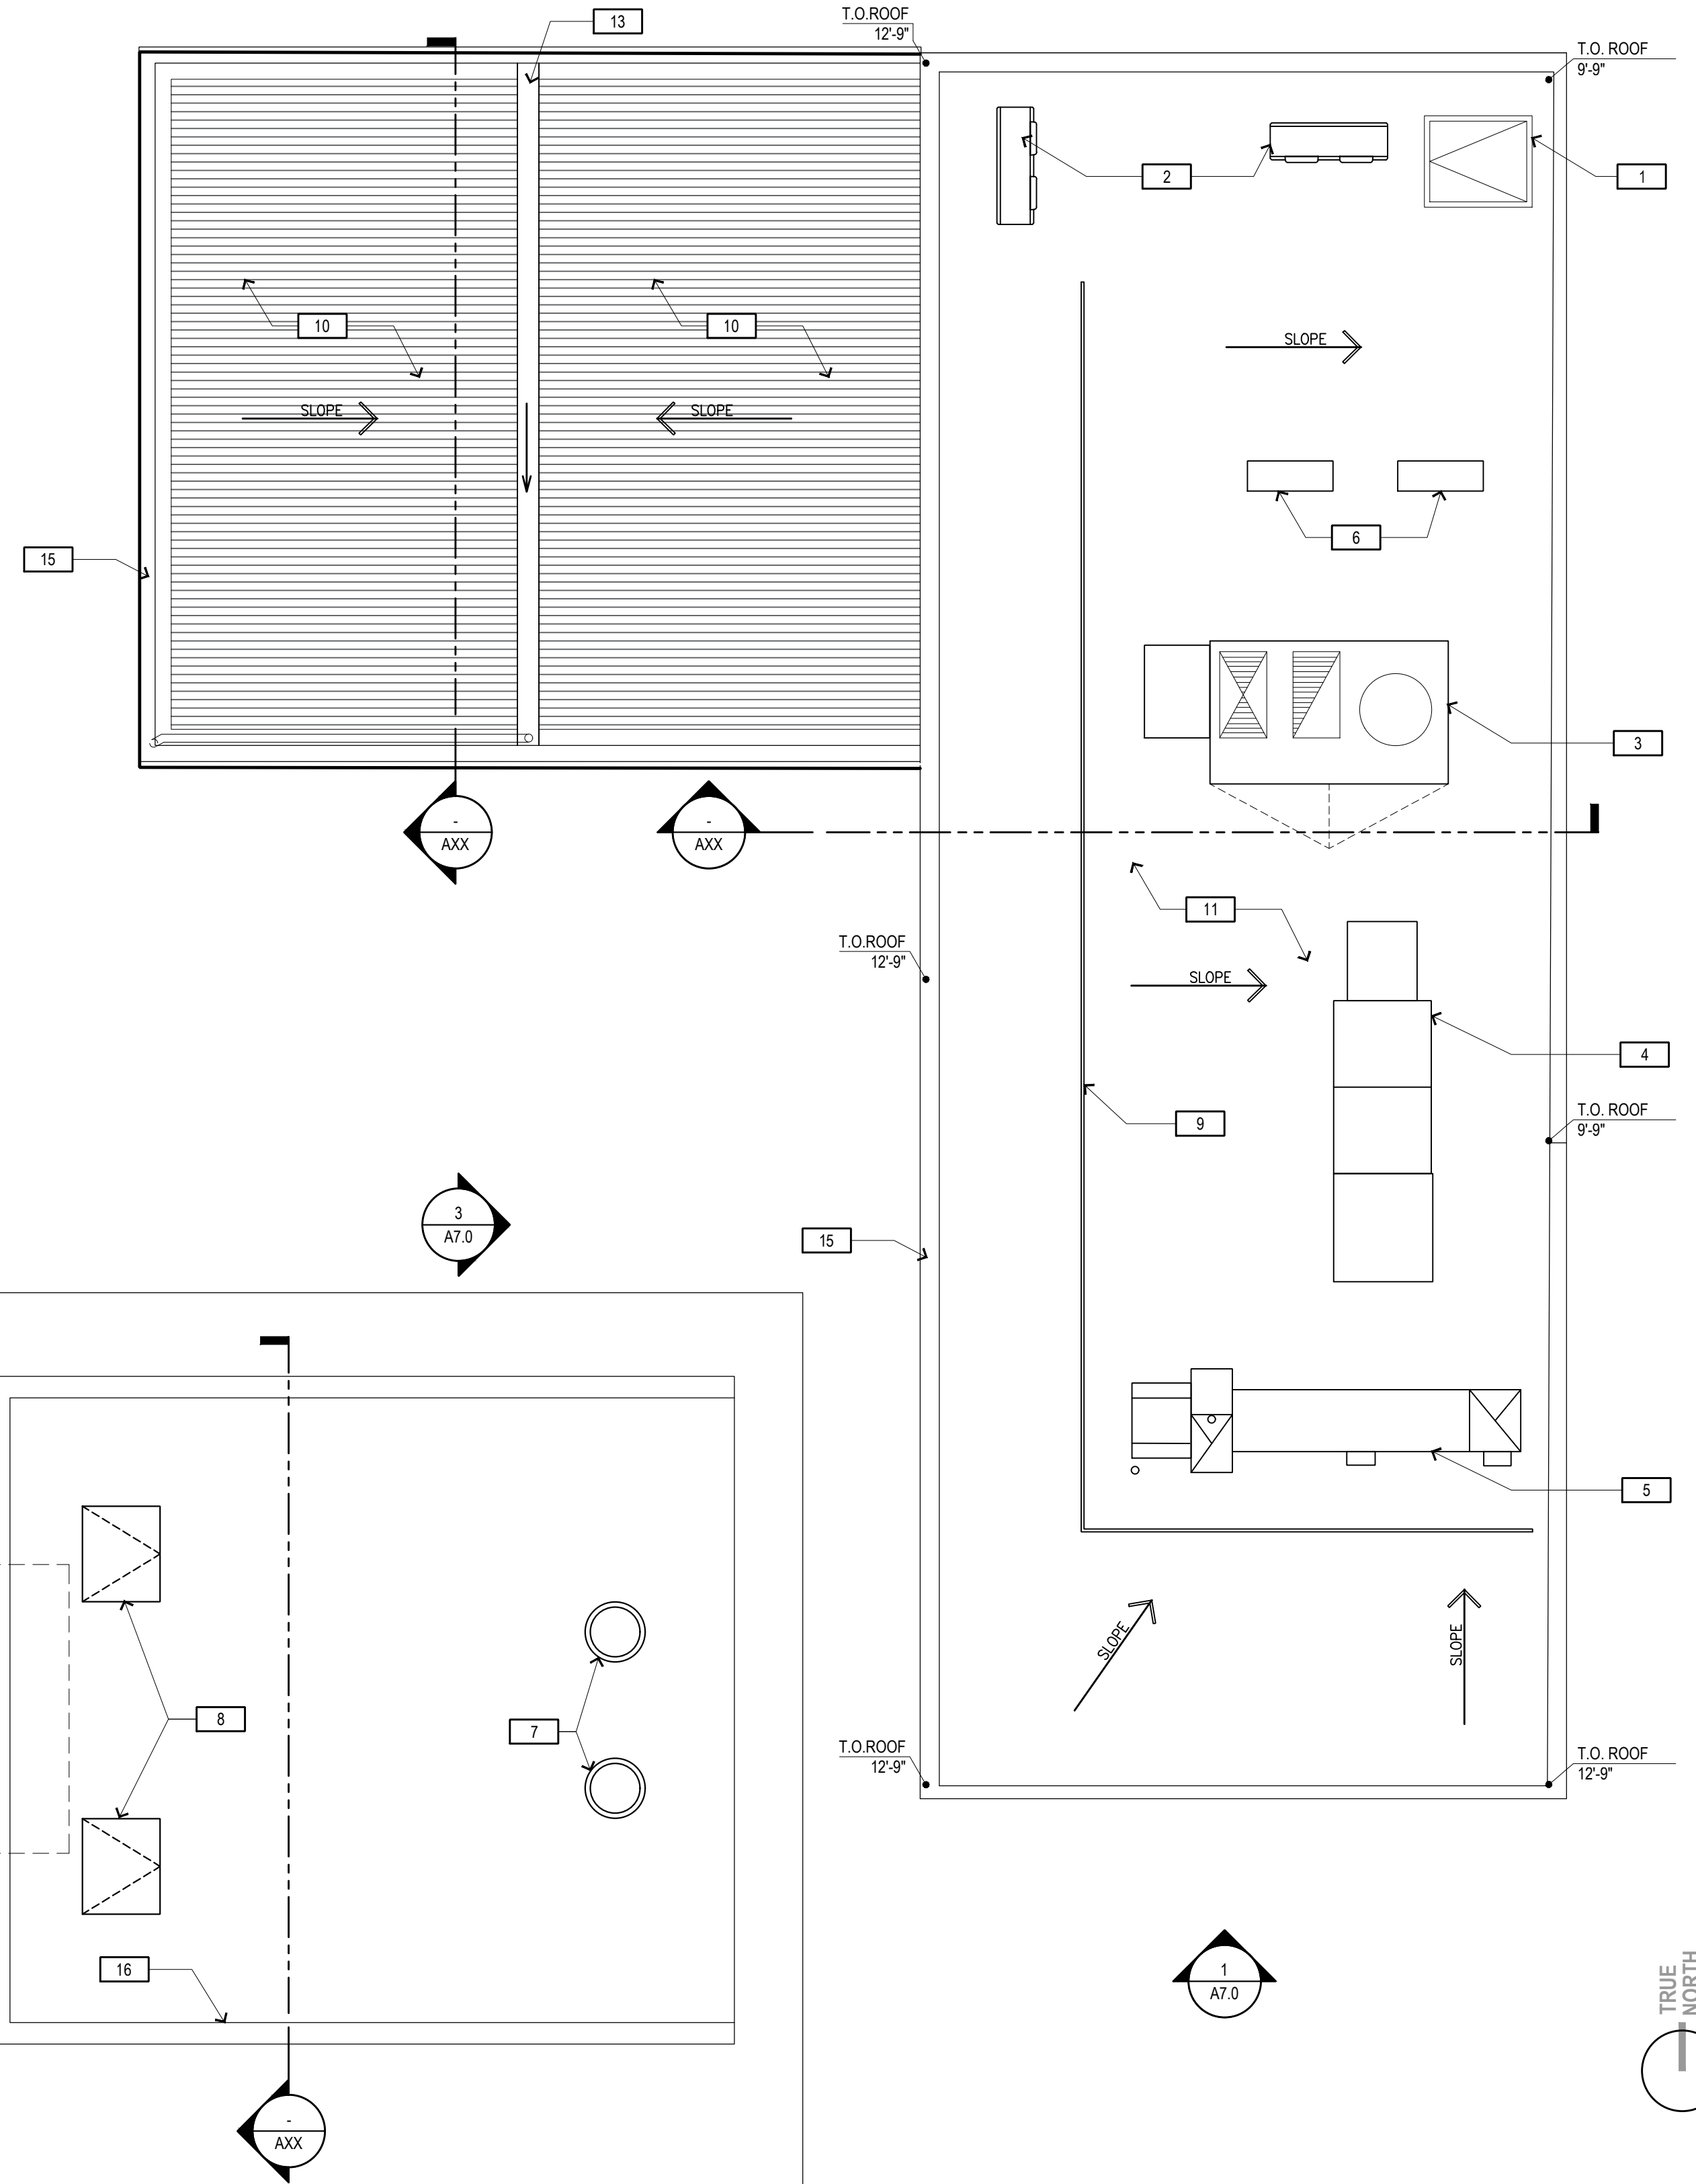 13
T.O.ROOF
12'-9"
T.O. ROOF
9'-9"
2
1
10
10
SLOPE
SLOPE
SLOPE
6
15
3
-
AXX
-
AXX
11
T.O.ROOF
12'-9"
SLOPE
4
9
T.O. ROOF
9'-9"
3
A7.0
15
5
SLOPE
SLOPE
8
7
T.O.ROOF
12'-9"
T.O. ROOF
12'-9"
16
1
A7.0
TRUE
NORTH
-
AXX